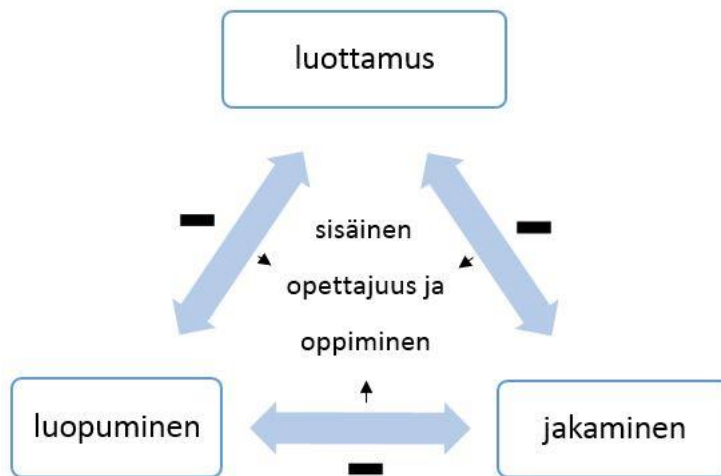 luottamus
sisäinen
opettajuus ja
oppiminen
luopuminen
jakaminen